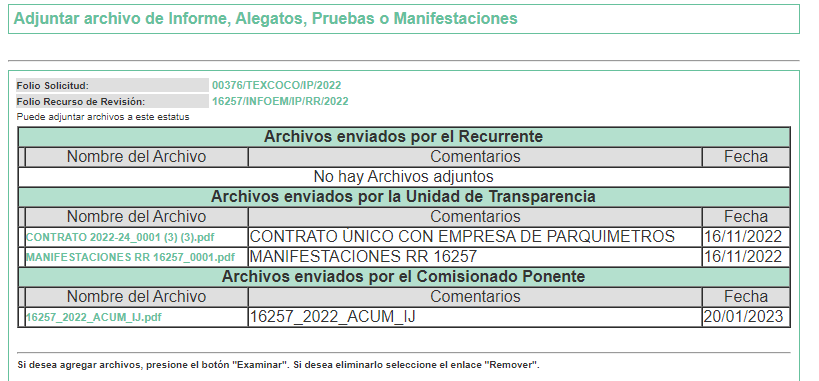 Adjuntar archivo de Informe, Alegatos, Pruebas o Manifestaciones
Folio Solicitud: 00376/TEXCOCO/IP/2022
Folio Recurso de Revisión: 16257/INFOEM/IP/RR/2022
Puede adjuntar archivos a este estatus
Archivos enviados por el Recurrente
Nombre del Archivo Comentarios Fecha
No hay Archivos adjuntos
Archivos enviados por la Unidad de Transparencia
Nombre del Archivo Comentarios Fecha
CONTRATO 2022-24_0001 (3) (3).pdf CONTRATO ÚNICO CON EMPRESA DE PARQUIMETROS 16/11/2022
MANIFESTACIONES RR 16257_0001.pdf MANIFESTACIONES RR 16257 16/11/2022
Archivos enviados por el Comisionado Ponente
Nombre del Archivo Comentarios Fecha
16257_2022_ACUM_IJ.pdf 16257_2022_ACUM_IJ 20/01/2023
Si desea agregar archivos, presione el botón "Examinar". Si desea eliminarlo seleccione el enlace "Remover".